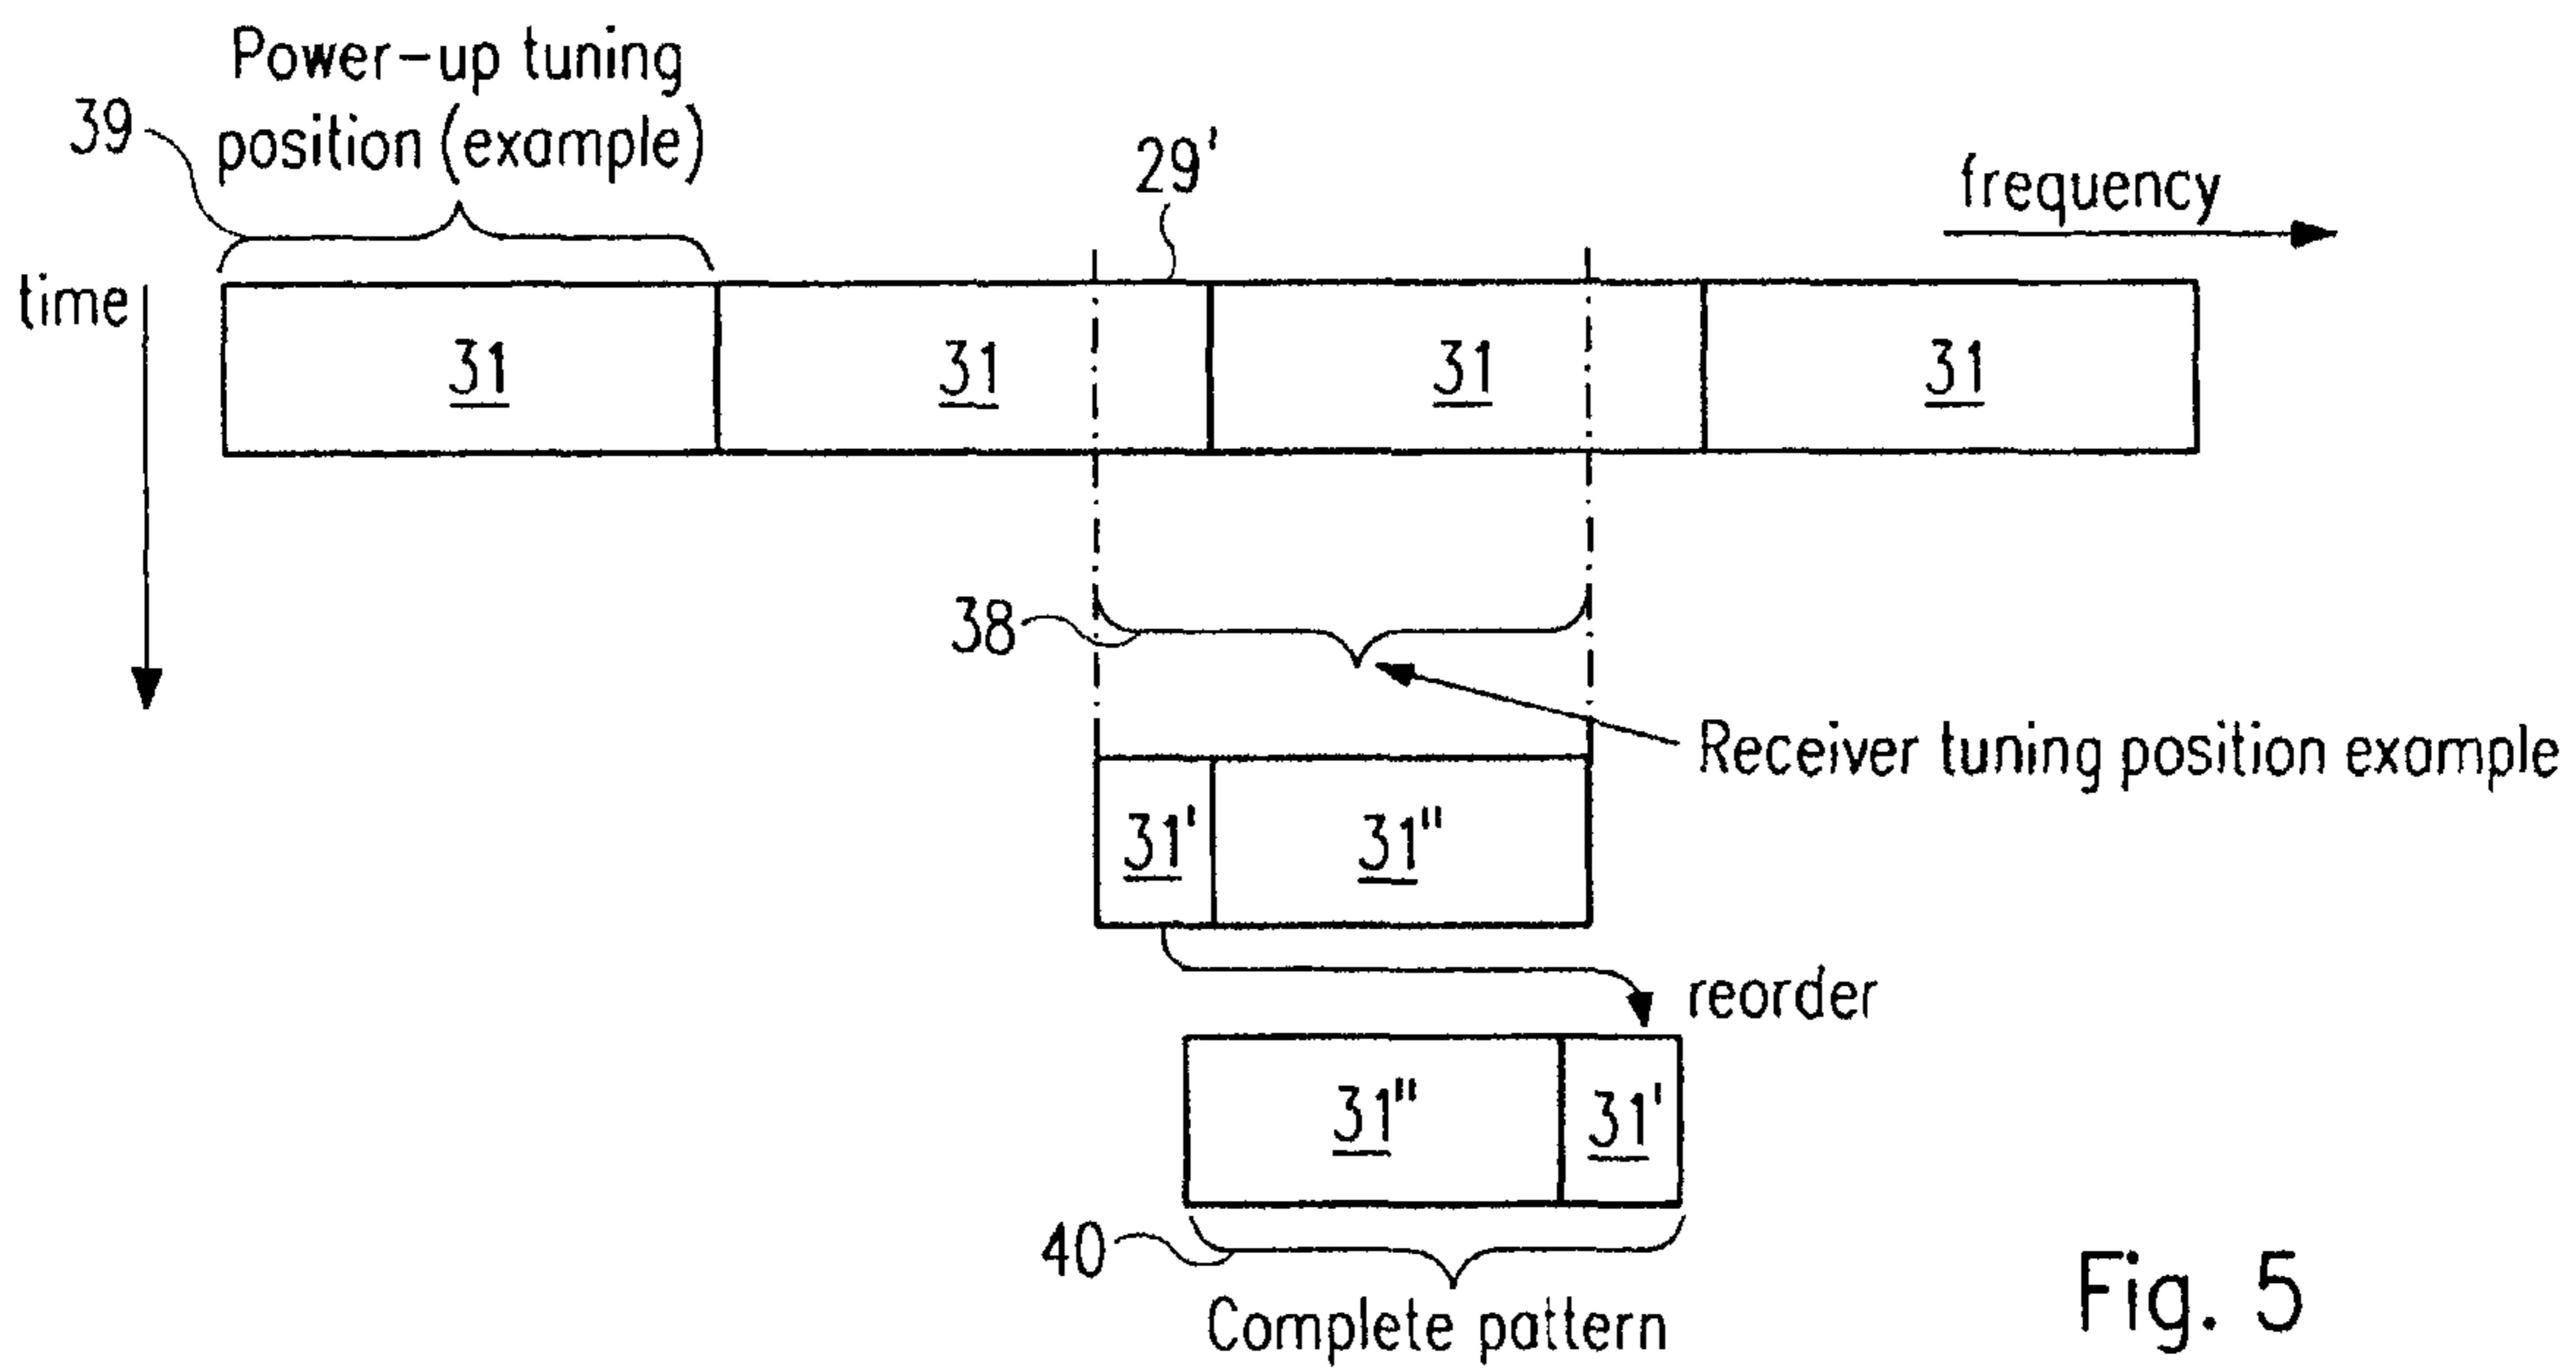 Power-up tuning
position (example)
39
29'
frequency
time
31 31 31 31
38
Receiver tuning position example
31' 31"
reorder
31" 31'
40
Complete pattern
Fig. 5